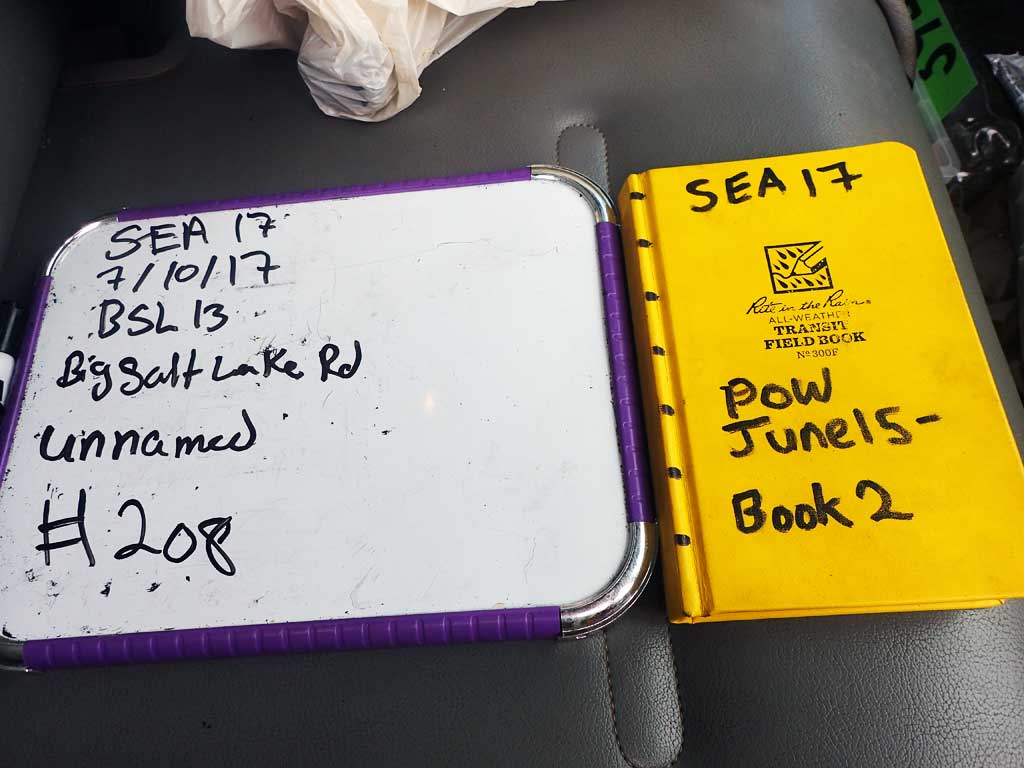 SEA 17
7/10/17
BSL 13
Big Salt Lake Rd
unnamed
# 208
SEA 17
Rite in the Rain
ALL-WEATHER
TRANSIT
FIELD BOOK
No 300F
POW
June15-
Book 2